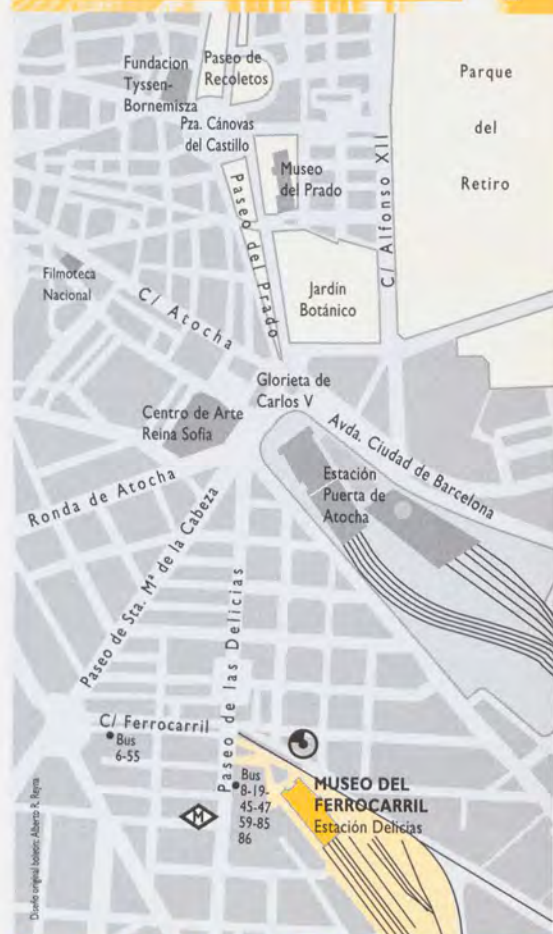 Fundacion
Tyssen-
Bornemisza
Paseo de
Recoletos
Parque
del
Retiro
Pza. Cánovas
del Castillo
Museo
del Prado
Paseo del Prado
C/ Alfonso XII
Filmoteca
Nacional
C/ Atocha
Jardín
Botánico
Glorieta de
Carlos V
Centro de Arte
Reina Sofia
Avda. Ciudad de Barcelona
Estación
Puerta de
Atocha
Ronda de Atocha
Paseo de Sta. Mª de la Cabeza
Paseo de las Delicias
C/ Ferrocarril
Bus
6-55
Bus
8-19-
45-47
59-85
86
M
MUSEO DEL
FERROCARRIL
Estación Delicias
Diseño original boletín: Alberto R. Reyna